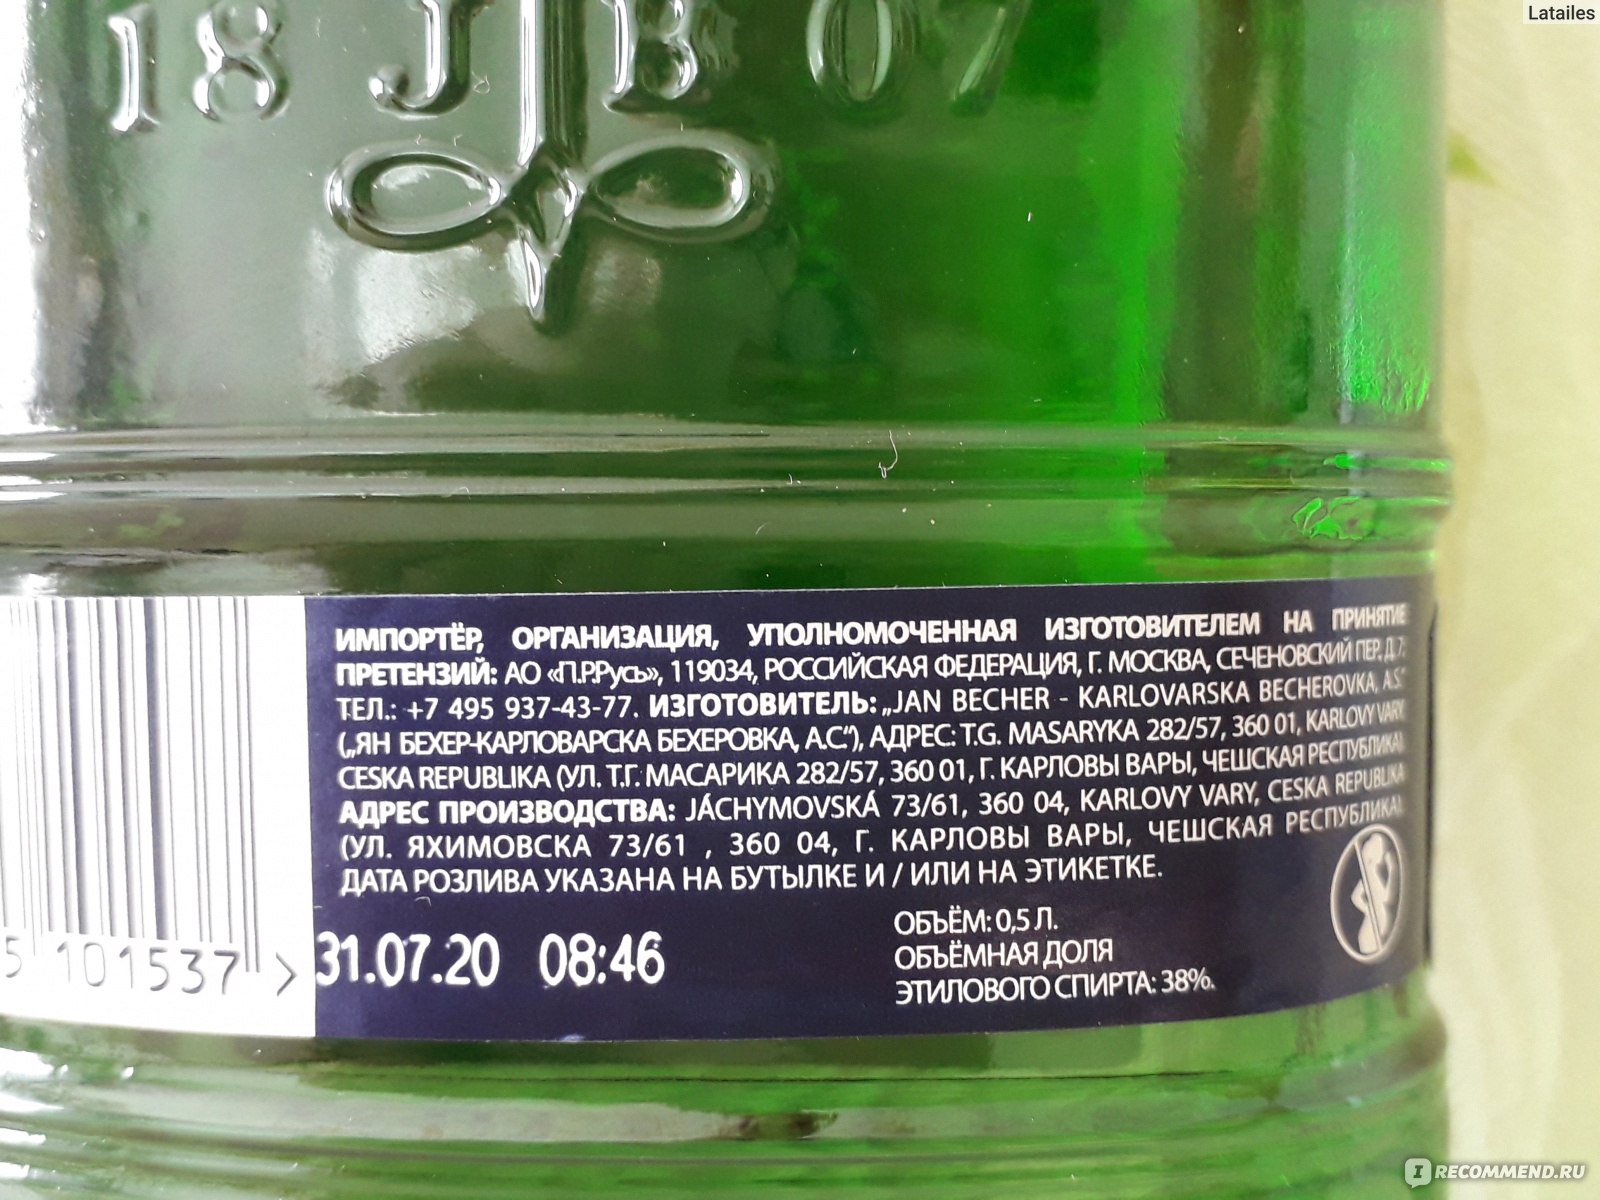 Latailes
18 JB 07
ИМПОРТЁР, ОРГАНИЗАЦИЯ, УПОЛНОМОЧЕННАЯ ИЗГОТОВИТЕЛЕМ НА ПРИНЯТИЕ
ПРЕТЕНЗИЙ: АО «П.Р.Русь», 119034, РОССИЙСКАЯ ФЕДЕРАЦИЯ, Г. МОСКВА, СЕЧЕНОВСКИЙ ПЕР. Д.7;
ТЕЛ.: +7 495 937-43-77. ИЗГОТОВИТЕЛЬ: „JAN BECHER - KARLOVARSKA BECHEROVKA, A.S.“
(„ЯН БЕХЕР-КАРЛОВАРСКА БЕХЕРОВКА, А.С“), АДРЕС: T.G. MASARYKA 282/57, 360 01, KARLOVY VARY,
CESKA REPUBLIKA (УЛ. Т.Г. МАСАРИКА 282/57, 360 01, Г. КАРЛОВЫ ВАРЫ, ЧЕШСКАЯ РЕСПУБЛИКА).
АДРЕС ПРОИЗВОДСТВА: JÁCHYMOVSKÁ 73/61, 360 04, KARLOVY VARY, CESKA REPUBLIKA
(УЛ. ЯХИМОВСКА 73/61 , 360 04, Г. КАРЛОВЫ ВАРЫ, ЧЕШСКАЯ РЕСПУБЛИКА).
ДАТА РОЗЛИВА УКАЗАНА НА БУТЫЛКЕ И / ИЛИ НА ЭТИКЕТКЕ.
ОБЪЁМ: 0,5 Л.
ОБЪЁМНАЯ ДОЛЯ
ЭТИЛОВОГО СПИРТА: 38%.
5 101537 >
31.07.20 08:46
RECOMMEND.RU